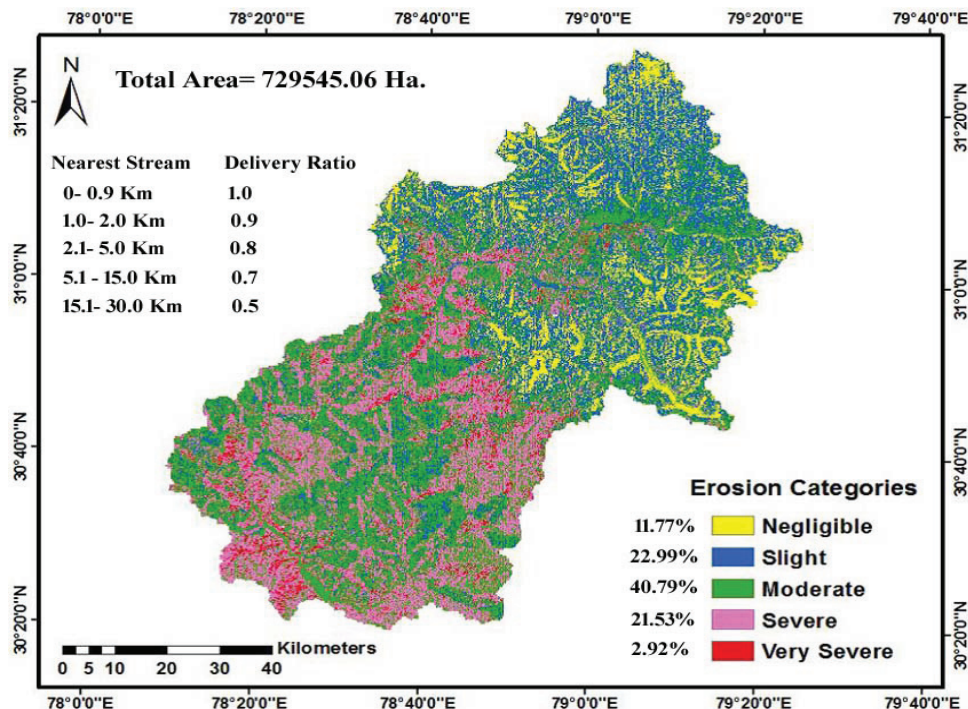 78°0'0"E 78°20'0"E 78°40'0"E 79°0'0"E 79°20'0"E 79°40'0"E
N
Total Area= 729545.06 Ha.
31°20'0"N 31°20'0"N
Nearest Stream Delivery Ratio
0- 0.9 Km 1.0
1.0- 2.0 Km 0.9
2.1- 5.0 Km 0.8
5.1 - 15.0 Km 0.7
15.1- 30.0 Km 0.5
31°0'0"N 31°0'0"N
30°40'0"N 30°40'0"N
Erosion Categories
11.77% Negligible
22.99% Slight
40.79% Moderate
21.53% Severe
2.92% Very Severe
30°20'0"N 30°20'0"N
Kilometers
0 5 10 20 30 40
78°0'0"E 78°20'0"E 78°40'0"E 79°0'0"E 79°20'0"E 79°40'0"E